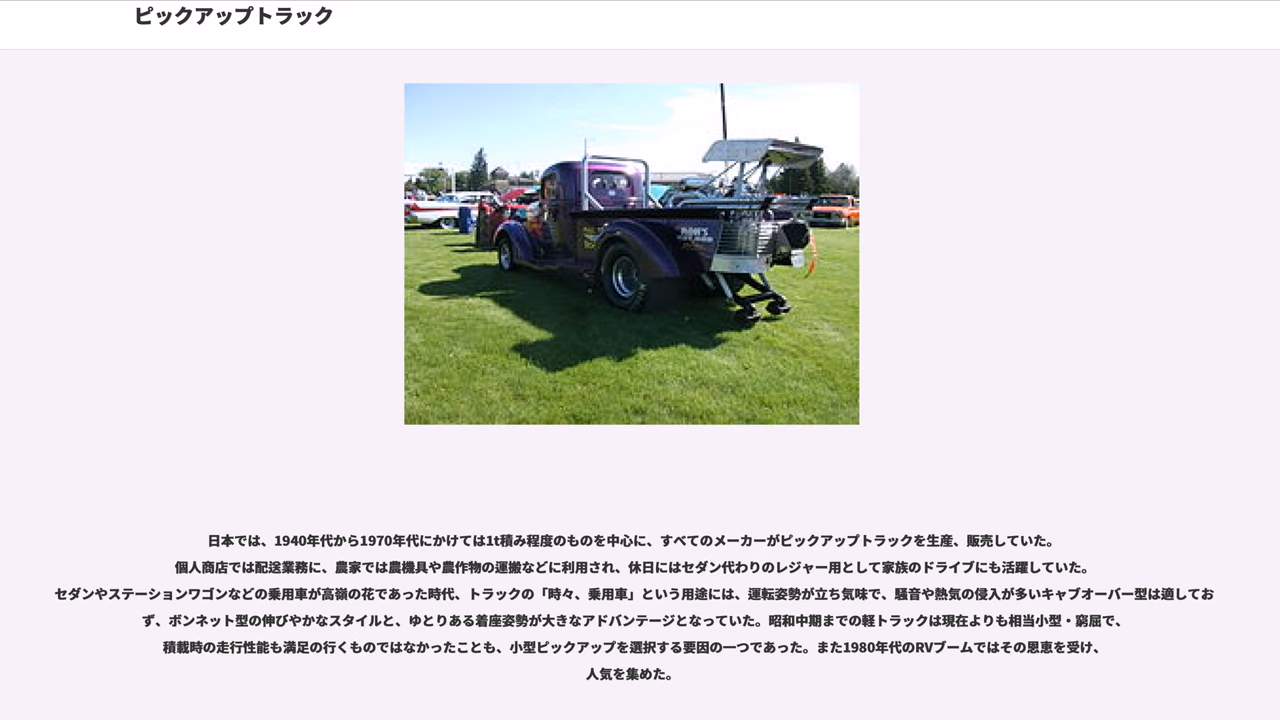 ピックアップトラック
日本では、1940年代から1970年代にかけては1t積み程度のものを中心に、すべてのメーカーがピックアップトラックを生産、販売していた。
個人商店では配送業務に、農家では農機具や農作物の運搬などに利用され、休日にはセダン代わりのレジャー用として家族のドライブにも活躍していた。
セダンやステーションワゴンなどの乗用車が高嶺の花であった時代、トラックの「時々、乗用車」という用途には、運転姿勢が立ち気味で、騒音や熱気の侵入が多いキャブオーバー型は適してお
ず、ボンネット型の伸びやかなスタイルと、ゆとりある着座姿勢が大きなアドバンテージとなっていた。昭和中期までの軽トラックは現在よりも相当小型・窮屈で、
積載時の走行性能も満足の行くものではなかったことも、小型ピックアップを選択する要因の一つであった。また1980年代のRVブームではその恩恵を受け、
人気を集めた。